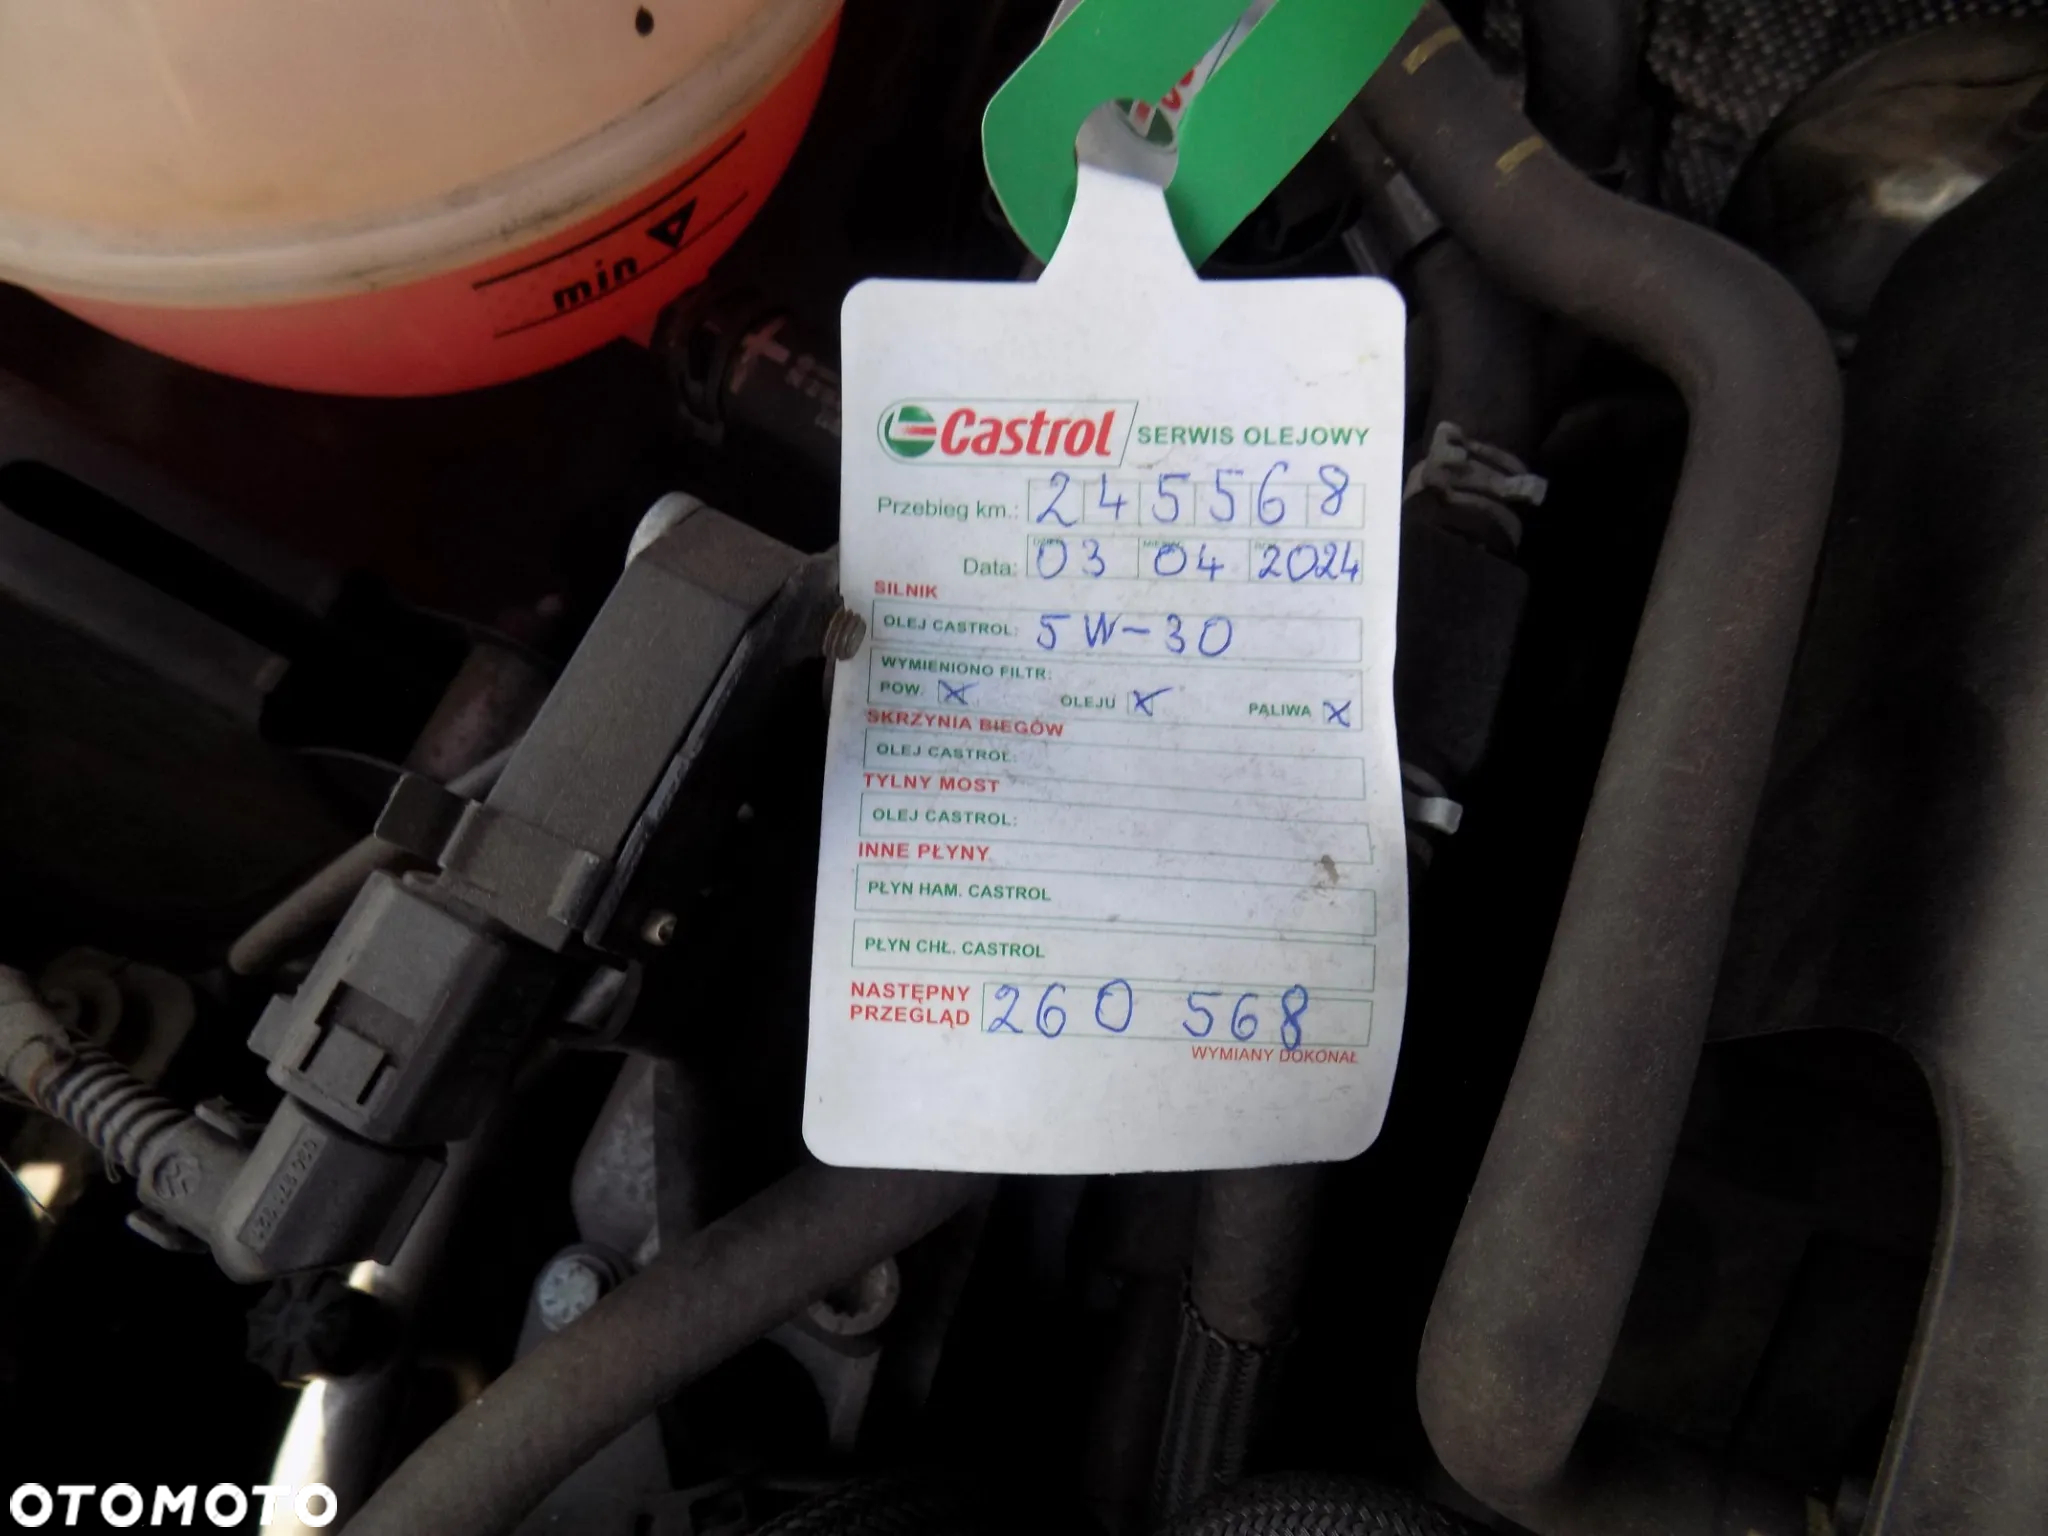 min
Castrol SERWIS OLEJOWY
Przebieg km.: 245568
Data: 03 04 2024
SILNIK
OLEJ CASTROL: 5W-30
WYMIENIONO FILTR:
POW. X OLEJU X PALIWA X
SKRZYNIA BIEGÓW
OLEJ CASTROL:
TYLNY MOST
OLEJ CASTROL:
INNE PŁYNY
PŁYN HAM. CASTROL
PŁYN CHŁ. CASTROL
NASTĘPNY
PRZEGLĄD 260 568
WYMIANY DOKONAŁ
OTOMOTO